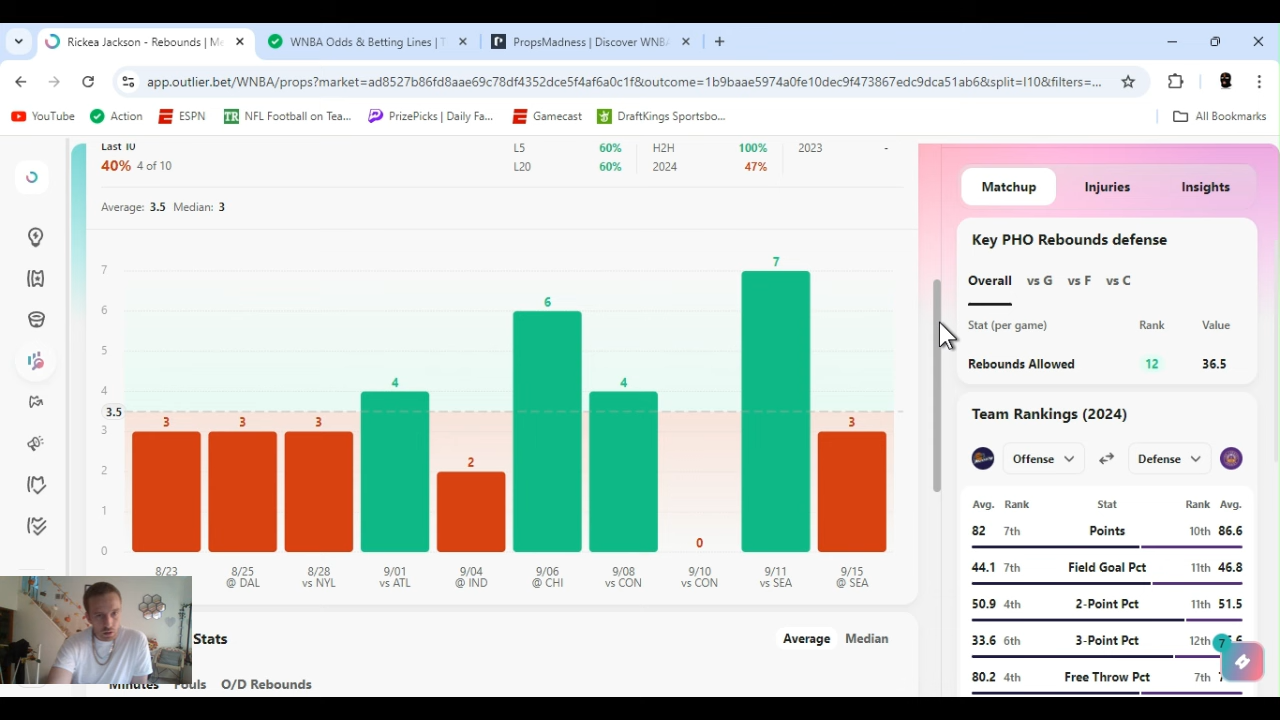 Rickea Jackson - Rebounds | Me
WNBA Odds & Betting Lines | T
PropsMadness | Discover WNBA
app.outlier.bet/WNBA/props?market=ad8527b86fd8aae69c78df4352dce5f4af6a0c1f&outcome=1b9baae5974a0fe10dec9f473867edc9dca51ab6&split=l10&filters=...
YouTube
Action
ESPN
NFL Football on Tea...
PrizePicks | Daily Fa...
Gamecast
DraftKings Sportsbo...
All Bookmarks
Last 10
40% 4 of 10
L5 60% H2H 100% 2023 -
L20 60% 2024 47%
Average: 3.5 Median: 3
7
6
5
4
3.5
3
2
1
0
3
3
3
4
2
6
4
0
7
3
8/23
8/25
@ DAL
8/28
vs NYL
9/01
vs ATL
9/04
@ IND
9/06
@ CHI
9/08
vs CON
9/10
vs CON
9/11
vs SEA
9/15
@ SEA
Stats
Average Median
Minutes Fouls O/D Rebounds
Matchup Injuries Insights
Key PHO Rebounds defense
Overall vs G vs F vs C
Stat (per game) Rank Value
Rebounds Allowed 12 36.5
Team Rankings (2024)
Offense Defense
Avg. Rank Stat Rank Avg.
82 7th Points 10th 86.6
44.1 7th Field Goal Pct 11th 46.8
50.9 4th 2-Point Pct 11th 51.5
33.6 6th 3-Point Pct 12th
7
80.2 4th Free Throw Pct 7th